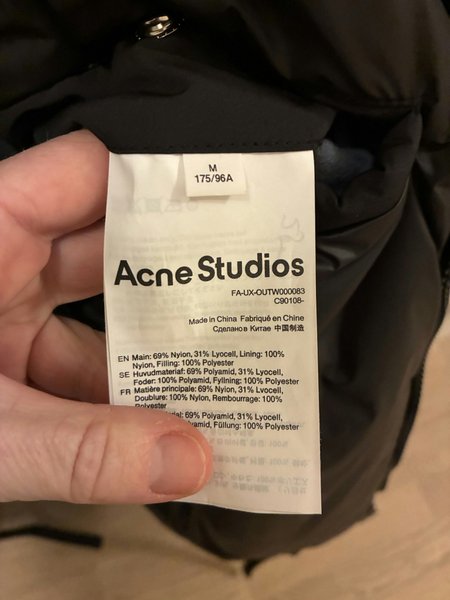 M
175/96A
Acne Studios
FA-UX-OUTW000083
C90108-
Made in China Fabriqué en Chine
Сделано в Китае 中国制造
EN Main: 69% Nylon, 31% Lyocell, Lining: 100%
Nylon, Filling: 100% Polyester
SE Huvudmaterial: 69% Polyamid, 31% Lyocell,
Foder: 100% Polyamid, Fyllning: 100% Polyester
FR Matière principale: 69% Nylon, 31% Lyocell,
Doublure: 100% Nylon, Rembourrage: 100%
Polyester
69% Polyamid, 31% Lyocell,
Polyamid, Füllung: 100% Polyester